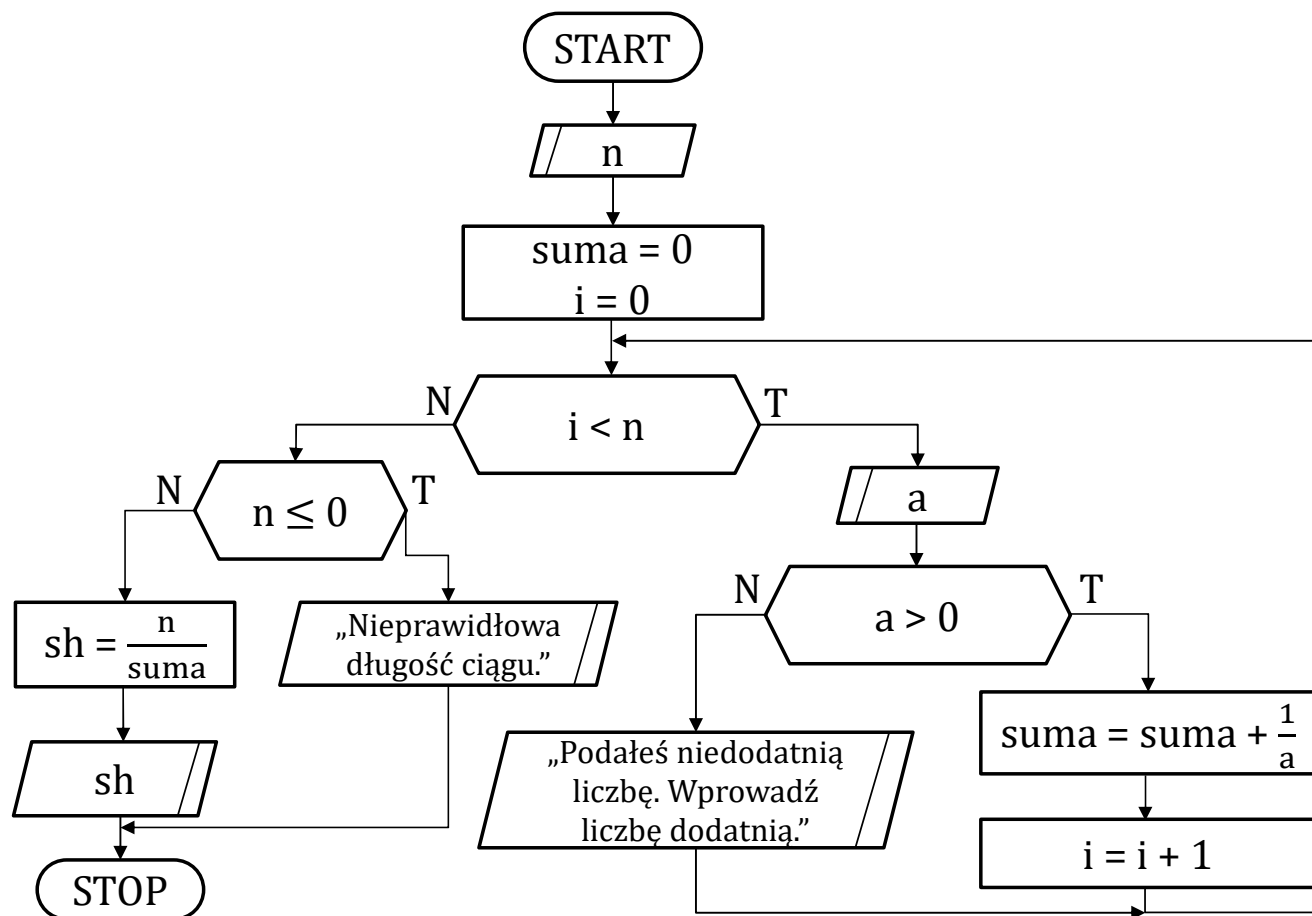 START
n
suma = 0
i = 0
i < n
N
T
n ≤ 0
N
T
a
a > 0
N
T
sh = n/suma
„Nieprawidłowa
długość ciągu.”
sh
STOP
„Podałeś niedodatnią
liczbę. Wprowadź
liczbę dodatnią.”
suma = suma + 1/a
i = i + 1